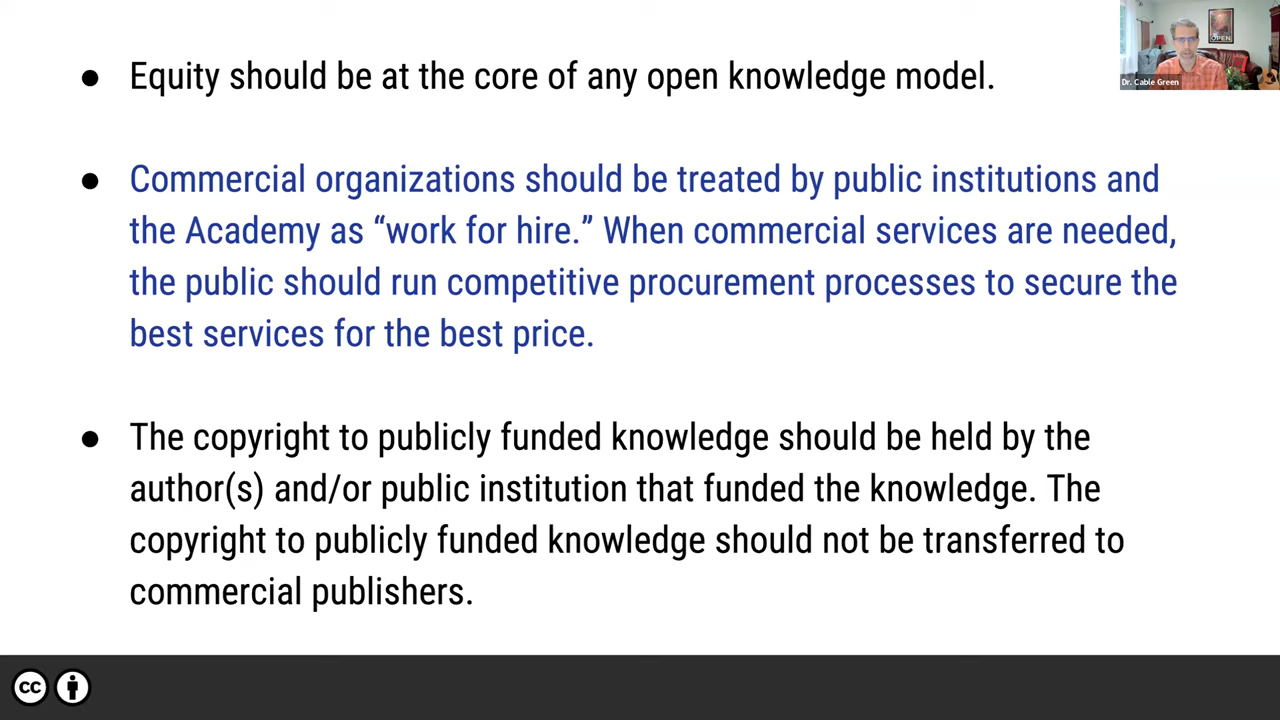 Equity should be at the core of any open knowledge model.
Commercial organizations should be treated by public institutions and
the Academy as “work for hire.” When commercial services are needed,
the public should run competitive procurement processes to secure the
best services for the best price.
The copyright to publicly funded knowledge should be held by the
author(s) and/or public institution that funded the knowledge. The
copyright to publicly funded knowledge should not be transferred to
commercial publishers.
OPEN
Dr. Cable Green
cc